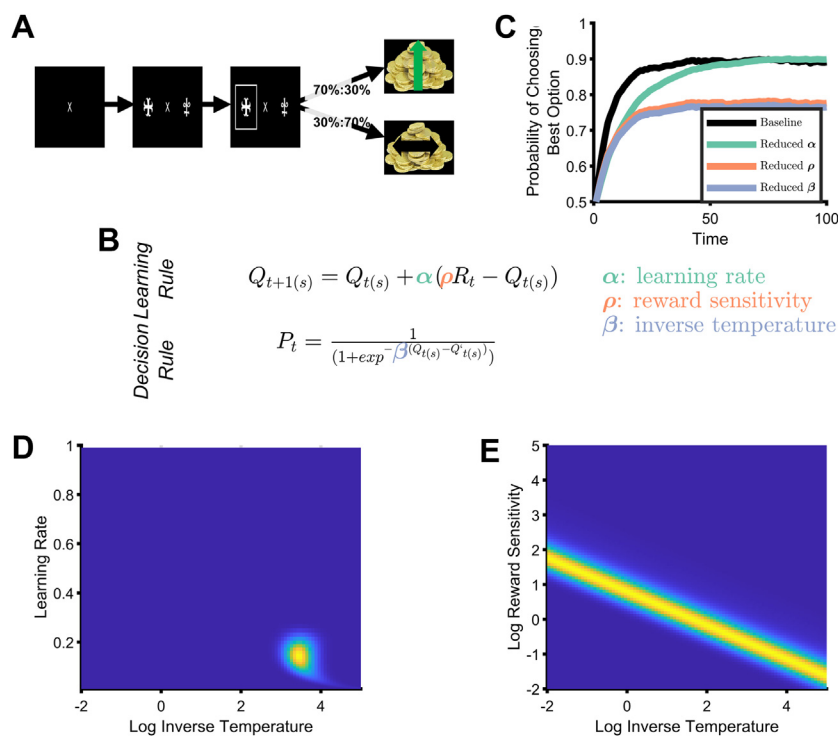 A
70%:30%
30%:70%
C
Probability of Choosing
Best Option
1
0.9
0.8
0.7
0.6
0.5
0
50
100
Time
Baseline
Reduced α
Reduced ρ
Reduced β
B
Learning
Rule
Q_{t+1(s)} = Q_{t(s)} + α(ρR_t − Q_{t(s)})
Decision
Rule
P_t = 1/(1+exp^{−β(Q_{t(s)}−Q‘_{t(s)})})
α: learning rate
ρ: reward sensitivity
β: inverse temperature
D
Learning Rate
1
0.8
0.6
0.4
0.2
-2
0
2
4
Log Inverse Temperature
E
Log Reward Sensitivity
5
4
3
2
1
0
-1
-2
-2
0
2
4
Log Inverse Temperature